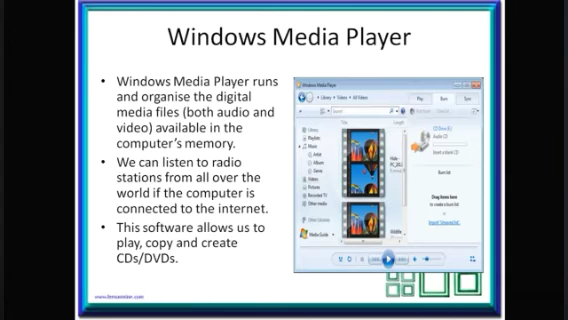 Windows Media Player
• Windows Media Player runs
and organise the digital
media files (both audio and
video) available in the
computer's memory.
• We can listen to radio
stations from all over the
world if the computer is
connected to the internet.
• This software allows us to
play, copy and create
CDs/DVDs.
Windows Media Player
Library Videos All Videos
Play
Burn
Sync
Title
Length
Library
Playlists
Music
Artist
Album
Genre
Videos
Pictures
Recorded TV
Other media
Other Libraries
Media Guide
Burn list
Drag items here
to create a burn list